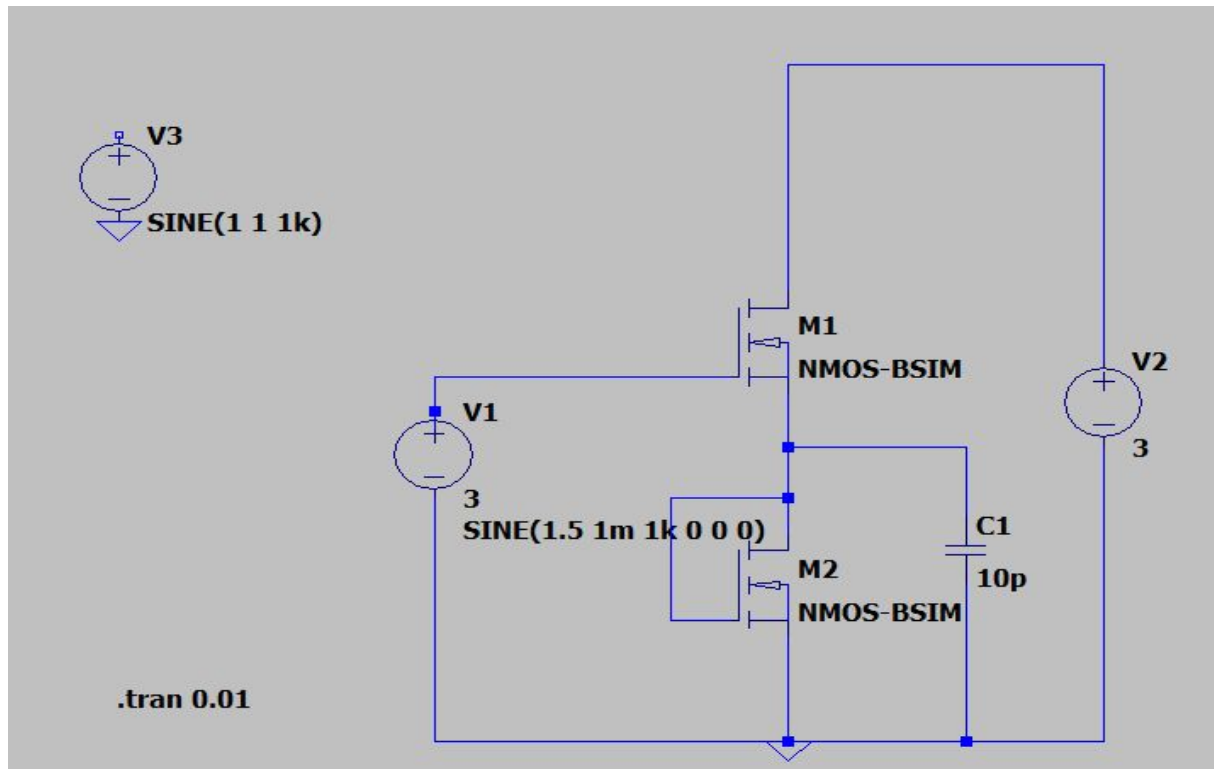 V3
SINE(1 1 1k)
M1
NMOS-BSIM
V2
3
V1
3
SINE(1.5 1m 1k 0 0 0)
C1
10p
M2
NMOS-BSIM
.tran 0.01